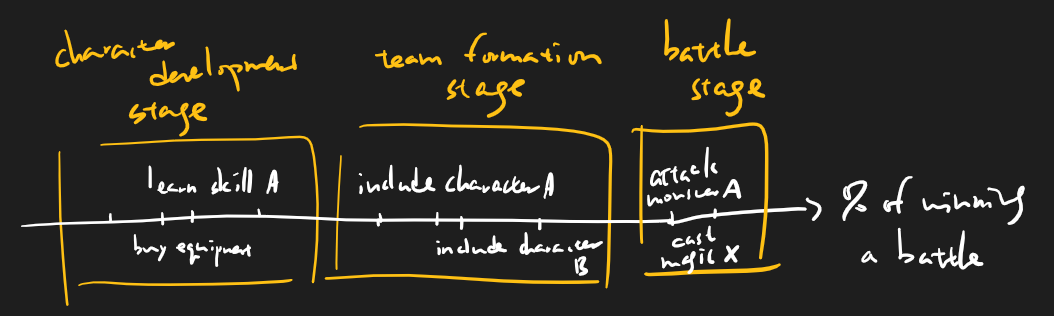 character
development
stage
team formation
stage
battle
stage
learn skill A
buy equipment
include character A
include character
B
attack
monster A
cast
magic X
% of winning
a battle